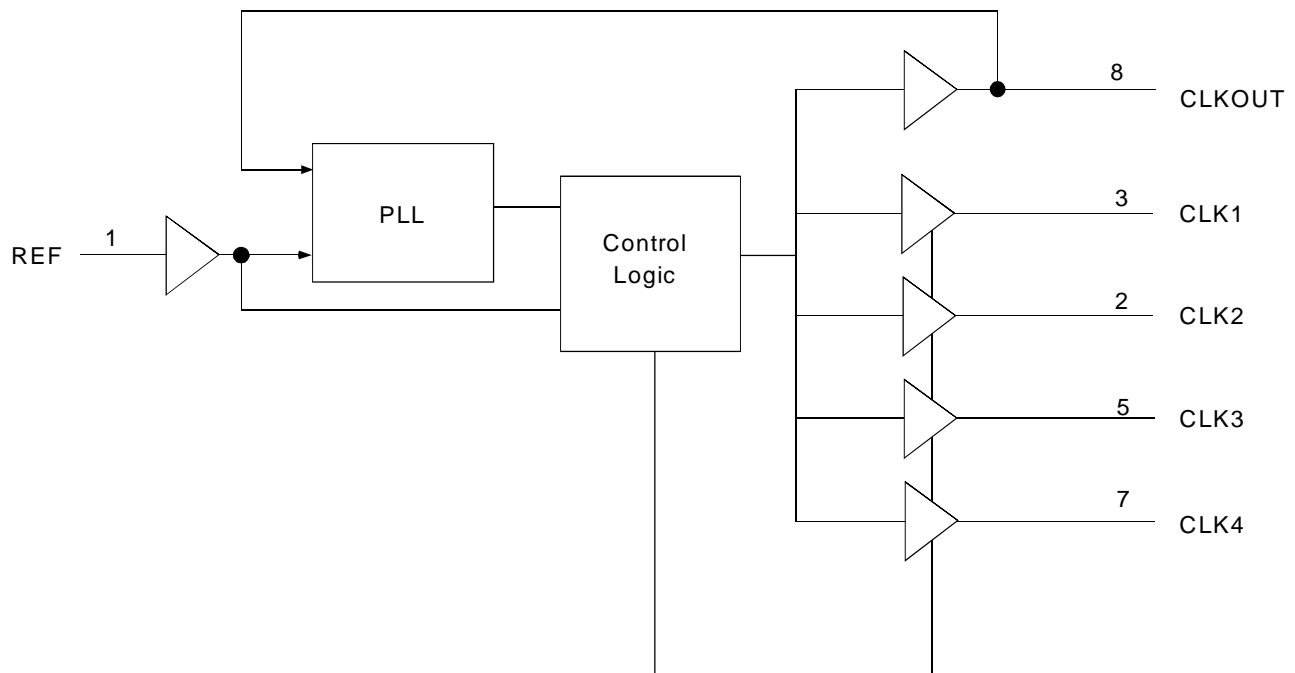 8
CLKOUT
PLL
3
CLK1
REF
1
Control
Logic
2
CLK2
5
CLK3
7
CLK4